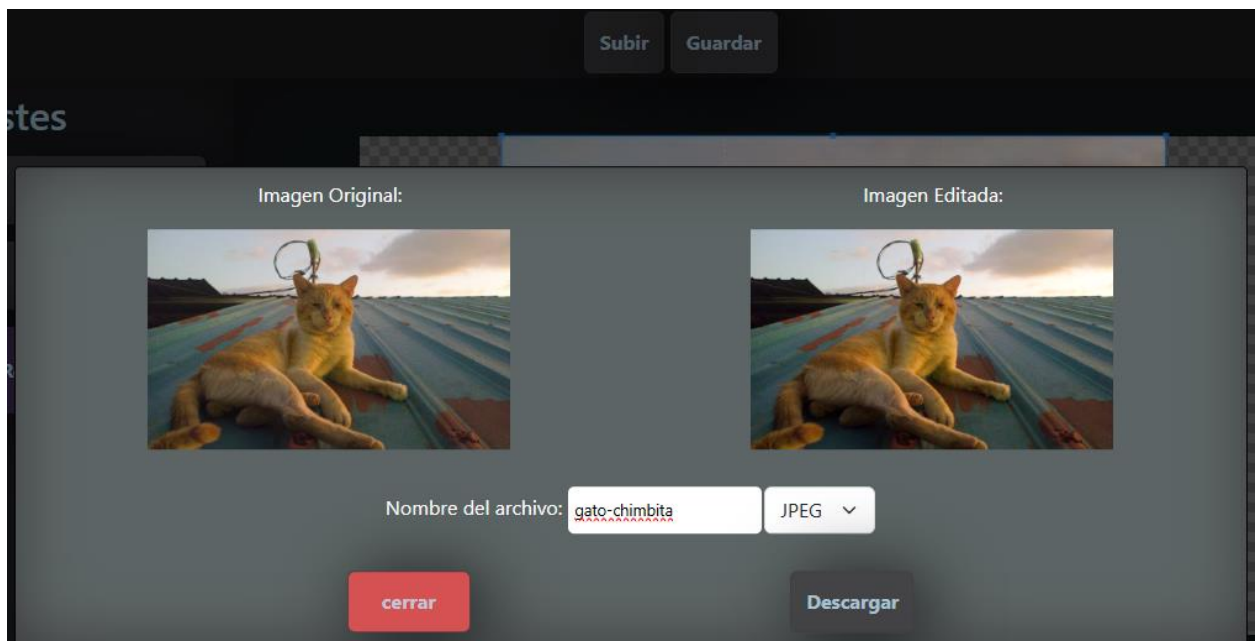 Subir Guardar
stes
Imagen Original: Imagen Editada:
R
Nombre del archivo: gato-chimbita JPEG
cerrar Descargar